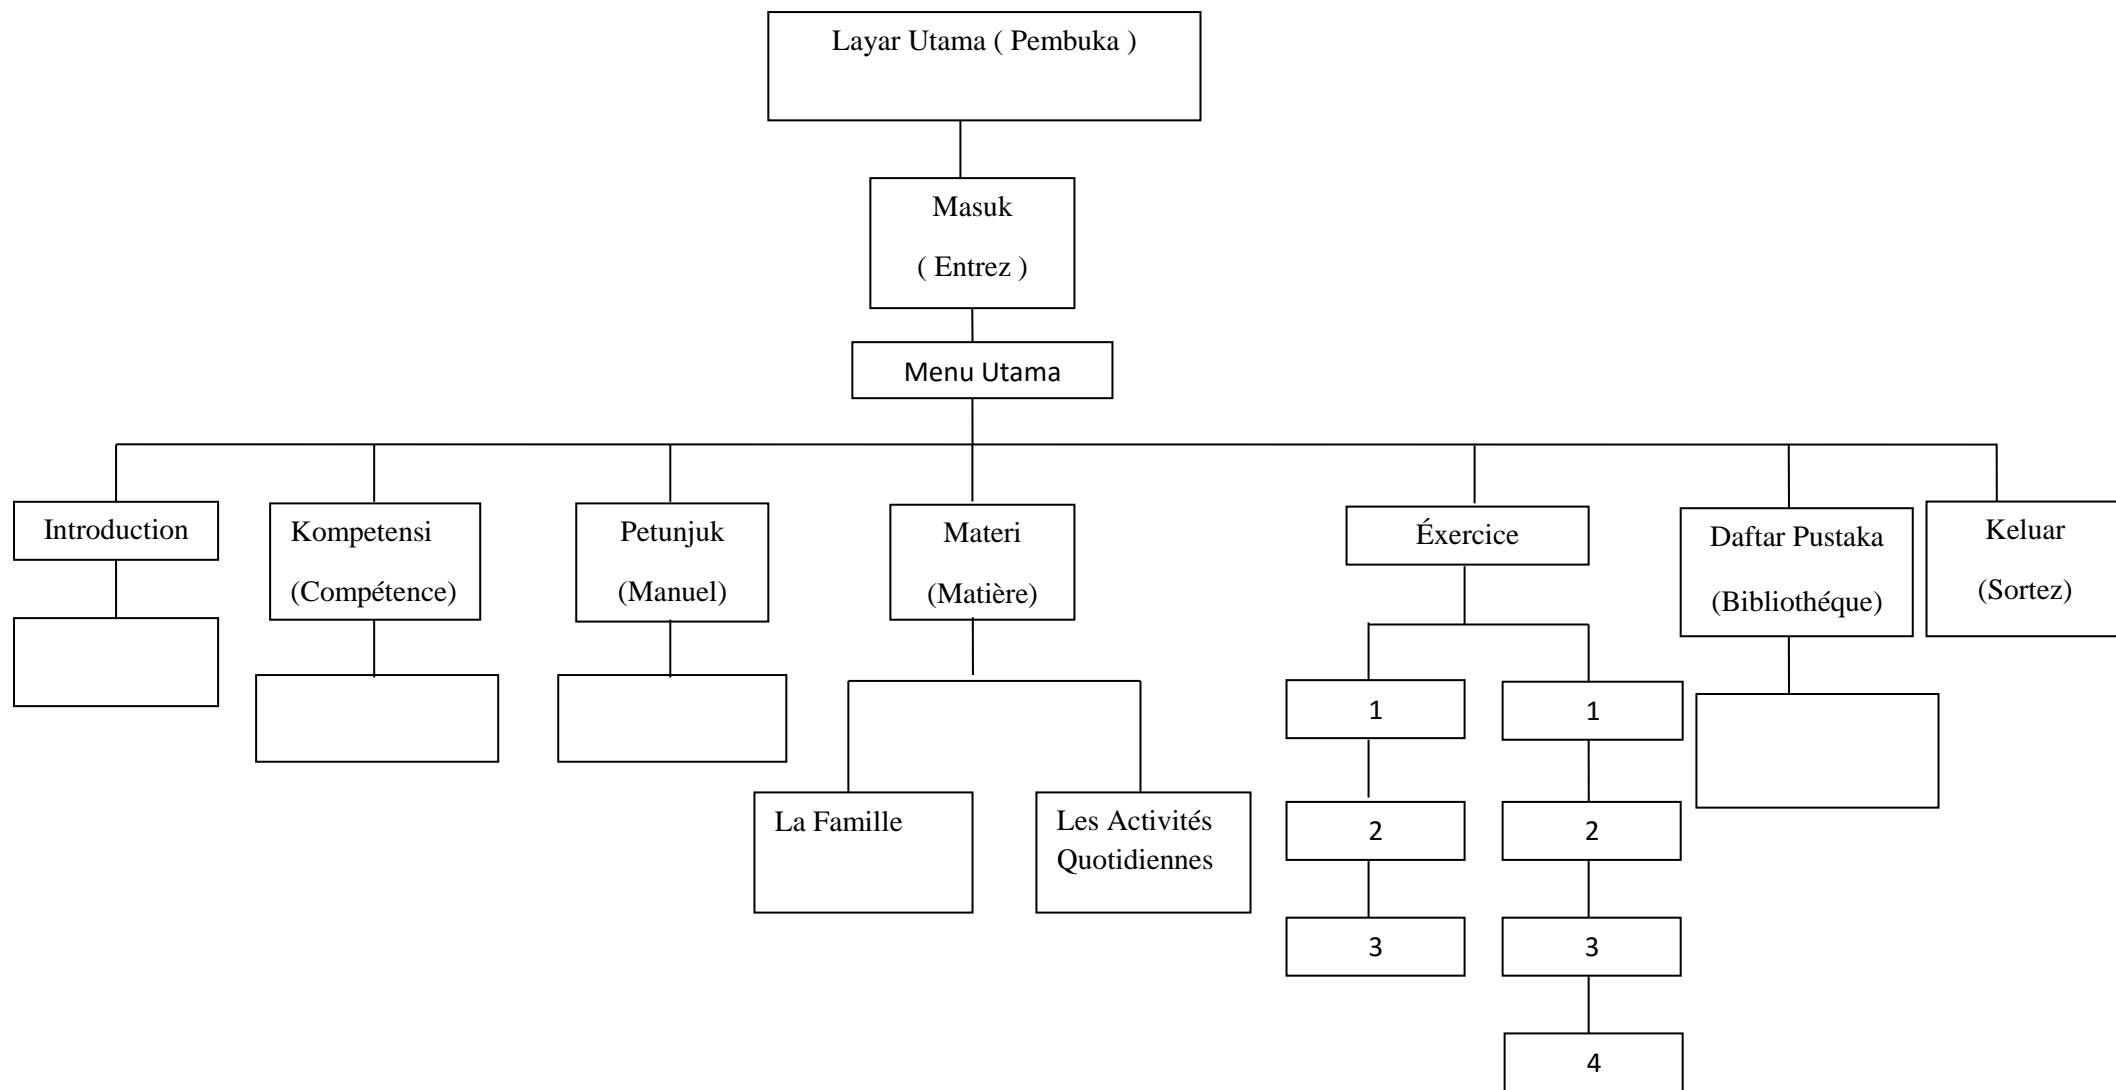 Layar Utama ( Pembuka )
Masuk
( Entrez )
Menu Utama
Introduction
Kompetensi
(Compétence)
Petunjuk
(Manuel)
Materi
(Matière)
Éxercice
Daftar Pustaka
(Bibliothéque)
Keluar
(Sortez)
La Famille
Les Activités
Quotidiennes
1
2
3
1
2
3
4